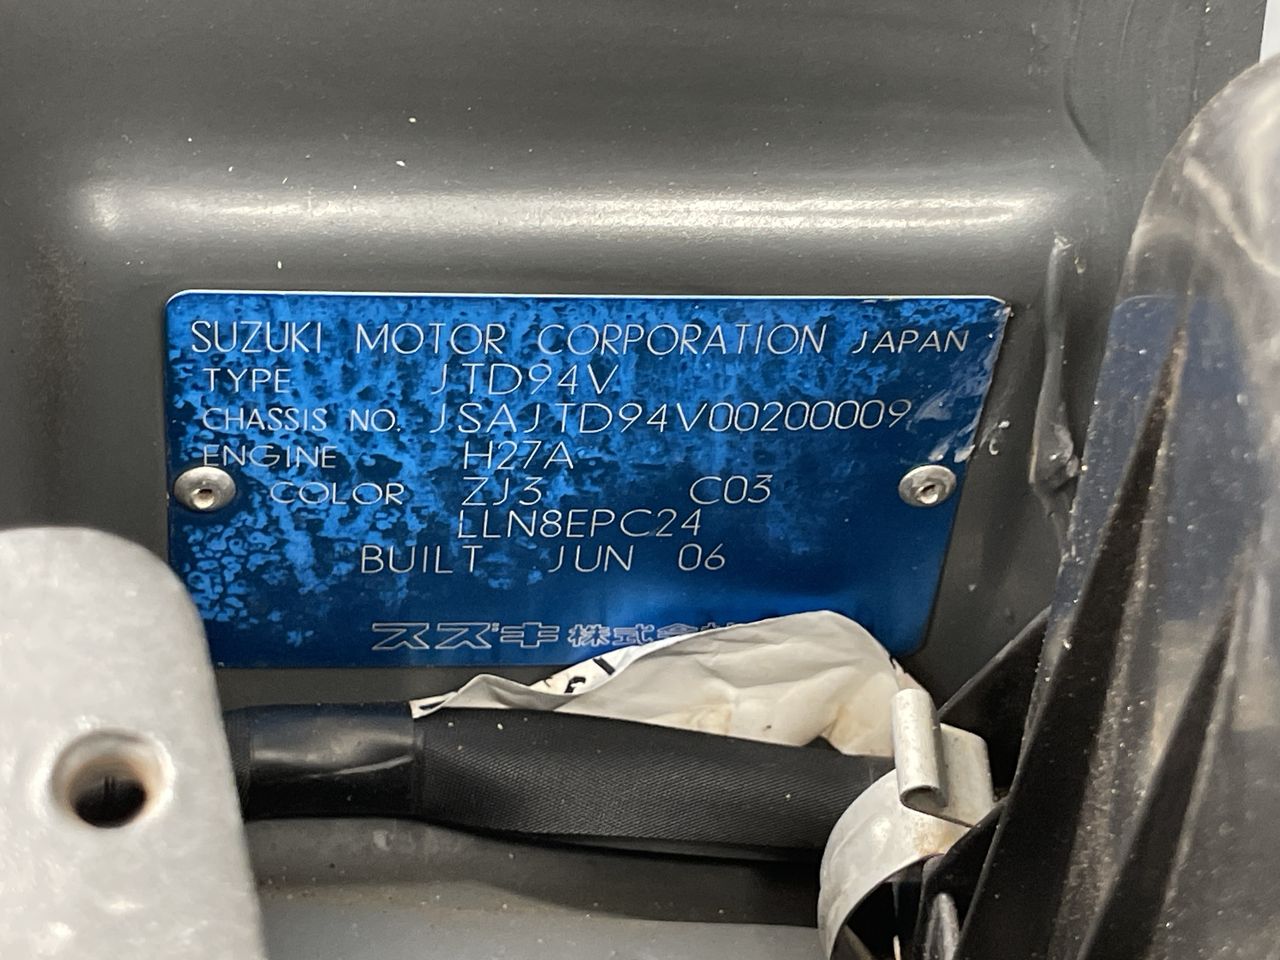 SUZUKI MOTOR CORPORATION JAPAN
TYPE JTD94V
CHASSIS NO. JSAJTD94V00200009
ENGINE H27A
COLOR ZJ3 C03
LLN8EPC24
BUILT JUN 06
スズキ株式会